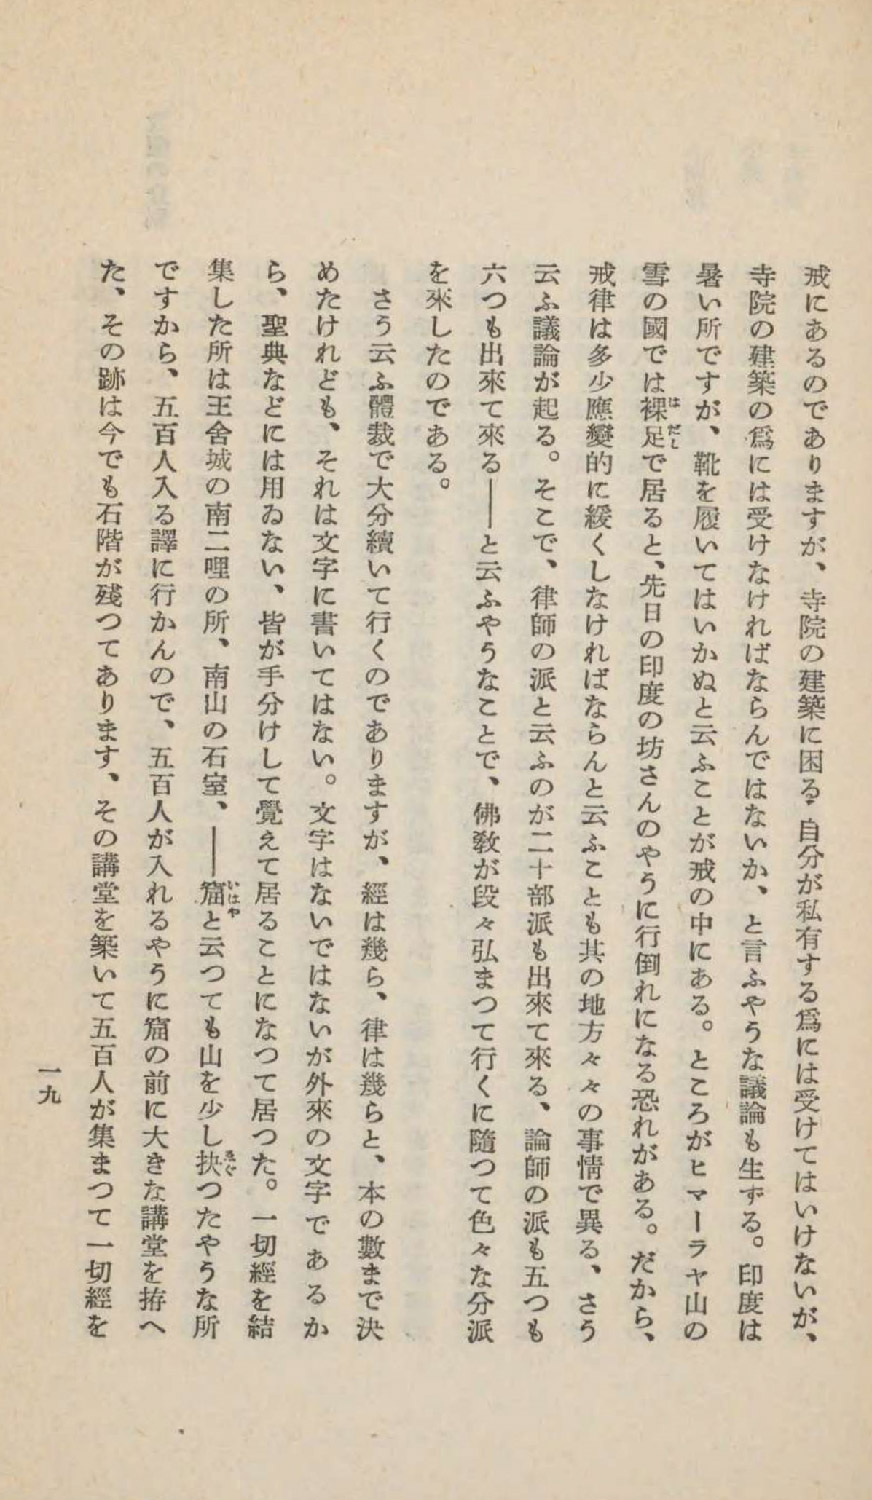 戒にあるのでありますが、寺院の建築に困る、自分が私有する爲には受けてはいけないが、
寺院の建築の爲には受けなければならんではないか、と言ふやうな議論も生ずる。印度は
暑い所ですが、靴を履いてはいかぬと云ふことが戒の中にある。ところがヒマーラヤ山の
雪の國では裸足で居ると、先日の印度の坊さんのやうに行倒れになる恐れがある。だから、
戒律は多少應變的に緩くしなければならんと云ふことも其の地方々々の事情で異る、さう
云ふ議論が起る。そこで、律師の派と云ふのが二十部派も出來て來る、論師の派も五つも
六つも出來て來る——と云ふやうなことで、佛敎が段々弘まつて行くに隨つて色々な分派
を來したのである。
さう云ふ體裁で大分續いて行くのでありますが、經は幾ら、律は幾らと、本の數まで決
めたけれども、それは文字に書いてはない。文字はないではないが外來の文字であるか
ら、聖典などには用ゐない、皆が手分けして覺えて居ることになつて居つた。一切經を結
集した所は王舍城の南二哩の所、南山の石室、——窟と云つても山を少し抉つたやうな所
ですから、五百人入る譯に行かんので、五百人が入れるやうに窟の前に大きな講堂を拵へ
た、その跡は今でも石階が殘つてあります、その講堂を築いて五百人が集まつて一切經を
一九